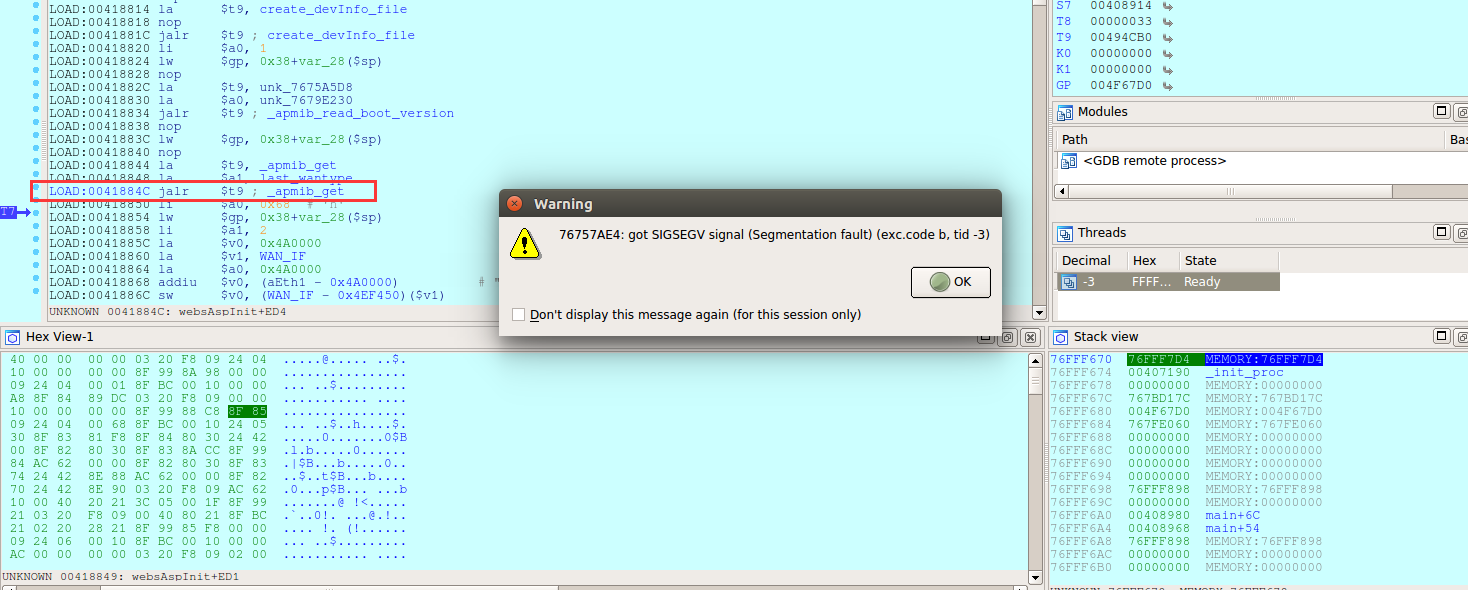 LOAD:00418814 la $t9, create_devInfo_file
LOAD:00418818 nop
LOAD:0041881C jalr $t9 ; create_devInfo_file
LOAD:00418820 li $a0, 1
LOAD:00418824 lw $gp, 0x38+var_28($sp)
LOAD:00418828 nop
LOAD:0041882C la $t9, unk_7675A5D8
LOAD:00418830 la $a0, unk_7679E230
LOAD:00418834 jalr $t9 ; _apmib_read_boot_version
LOAD:00418838 nop
LOAD:0041883C lw $gp, 0x38+var_28($sp)
LOAD:00418840 nop
LOAD:00418844 la $t9, _apmib_get
LOAD:00418848 la $a1, last_wantype
LOAD:0041884C jalr $t9 ; _apmib_get
LOAD:00418850 li $a0, 0x68 # 'h'
T7
LOAD:00418854 lw $gp, 0x38+var_28($sp)
LOAD:00418858 li $a1, 2
LOAD:0041885C la $v0, 0x4A0000
LOAD:00418860 la $v1, WAN_IF
LOAD:00418864 la $a0, 0x4A0000
LOAD:00418868 addiu $v0, (aEth1 - 0x4A0000) # "
LOAD:0041886C sw $v0, (WAN_IF - 0x4EF450)($v1)
UNKNOWN 0041884C: websAspInit+ED4
S7 00408914
T8 00000033
T9 00494CB0
K0 00000000
K1 00000000
GP 004F67D0
Modules
Path Bas
<GDB remote process>
Warning
76757AE4: got SIGSEGV signal (Segmentation fault) (exc.code b, tid -3)
OK
Don't display this message again (for this session only)
Threads
Decimal Hex State
-3 FFFF... Ready
Hex View-1
40 00 00 00 00 03 20 F8 09 24 04 .....@..... ..$.
10 00 00 00 00 8F 99 8A 98 00 00 ................
09 24 04 00 01 8F BC 00 10 00 00 ... ..$.........
A8 8F 84 89 DC 03 20 F8 09 00 00 ........... ....
10 00 00 00 00 8F 99 88 C8 8F 85 ................
09 24 04 00 68 8F BC 00 10 24 05 ... ..$..h....$.
30 8F 83 81 F8 8F 84 80 30 24 42 .....0.......0$B
00 8F 82 80 30 8F 83 8A CC 8F 99 .l.b.....0......
84 AC 62 00 00 8F 82 80 30 8F 83 .|$B...b.....0..
74 24 42 8E 88 AC 62 00 00 8F 82 ..$..t$B...b....
70 24 42 8E 90 03 20 F8 09 AC 62 .0...p$B... ...b
10 00 40 20 21 3C 05 00 1F 8F 99 .......@ !<.....
21 03 20 F8 09 00 40 80 21 8F BC .`..0!. ...@.!..
21 02 20 28 21 8F 99 85 F8 00 00 .... !. (!......
09 24 06 00 10 8F BC 00 10 00 00 ... ..$.........
AC 00 00 00 00 03 20 F8 09 02 00 ........... ....
UNKNOWN 00418849: websAspInit+ED1
Stack view
76FFF670 76FFF7D4 MEMORY:76FFF7D4
76FFF674 00407190 _init_proc
76FFF678 00000000 MEMORY:00000000
76FFF67C 767BD17C MEMORY:767BD17C
76FFF680 004F67D0 MEMORY:004F67D0
76FFF684 767FE060 MEMORY:767FE060
76FFF688 00000000 MEMORY:00000000
76FFF68C 00000000 MEMORY:00000000
76FFF690 00000000 MEMORY:00000000
76FFF694 00000000 MEMORY:00000000
76FFF698 76FFF898 MEMORY:76FFF898
76FFF69C 00000000 MEMORY:00000000
76FFF6A0 00408980 main+6C
76FFF6A4 00408968 main+54
76FFF6A8 76FFF898 MEMORY:76FFF898
76FFF6AC 00000000 MEMORY:00000000
76FFF6B0 00000000 MEMORY:00000000